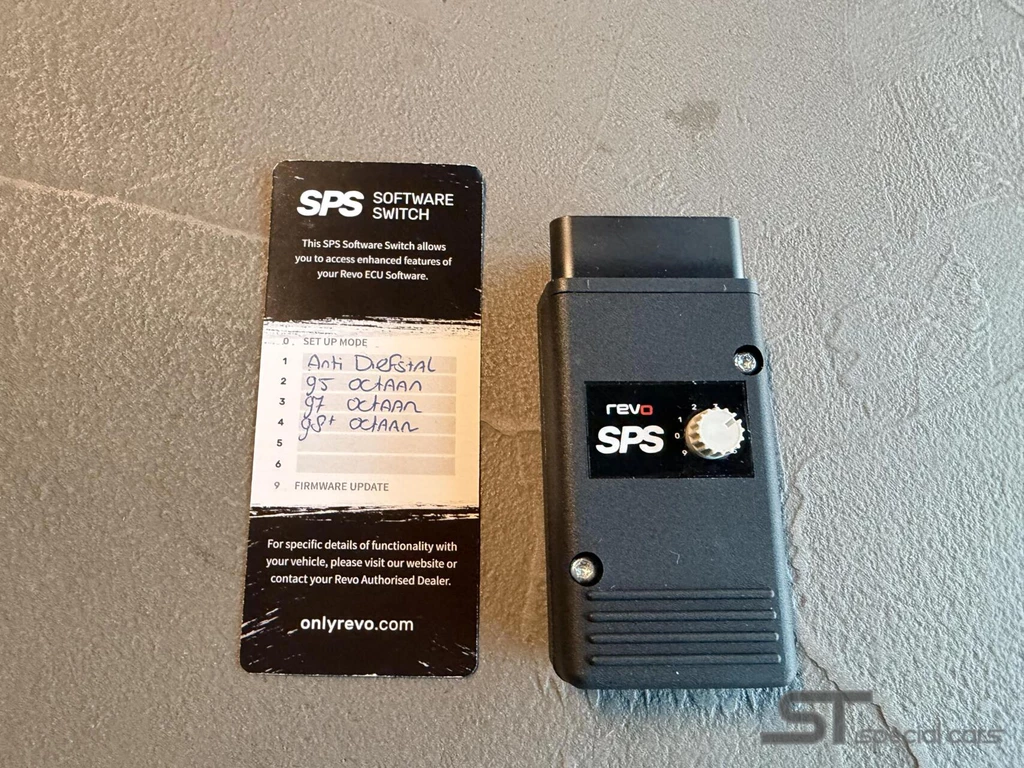 SPS SOFTWARE
SWITCH
This SPS Software Switch allows
you to access enhanced features of
your Revo ECU Software.
0 SET UP MODE
1 Anti Diefstal
2 95 octaan
3 97 octaan
4 98+ octaan
5
6
9 FIRMWARE UPDATE
For specific details of functionality with
your vehicle, please visit our website or
contact your Revo Authorised Dealer.
onlyrevo.com
revo
SPS
0 1 2 3
9
ST special cars